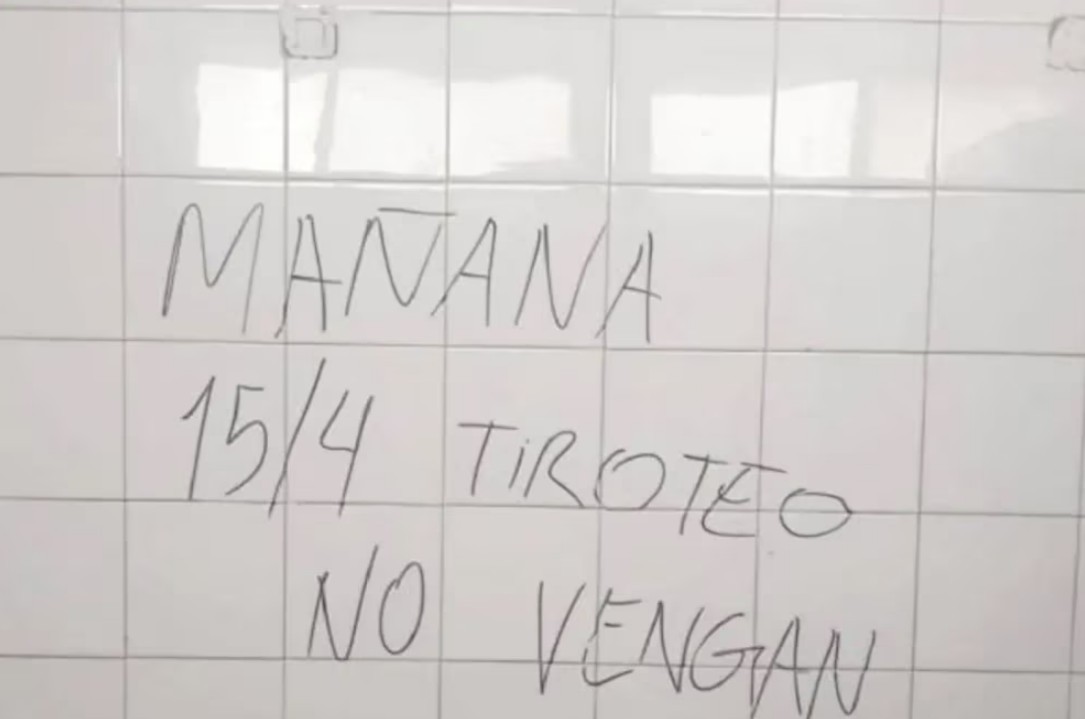 MAÑANA
15/4 TiROTEO
NO VENGAN